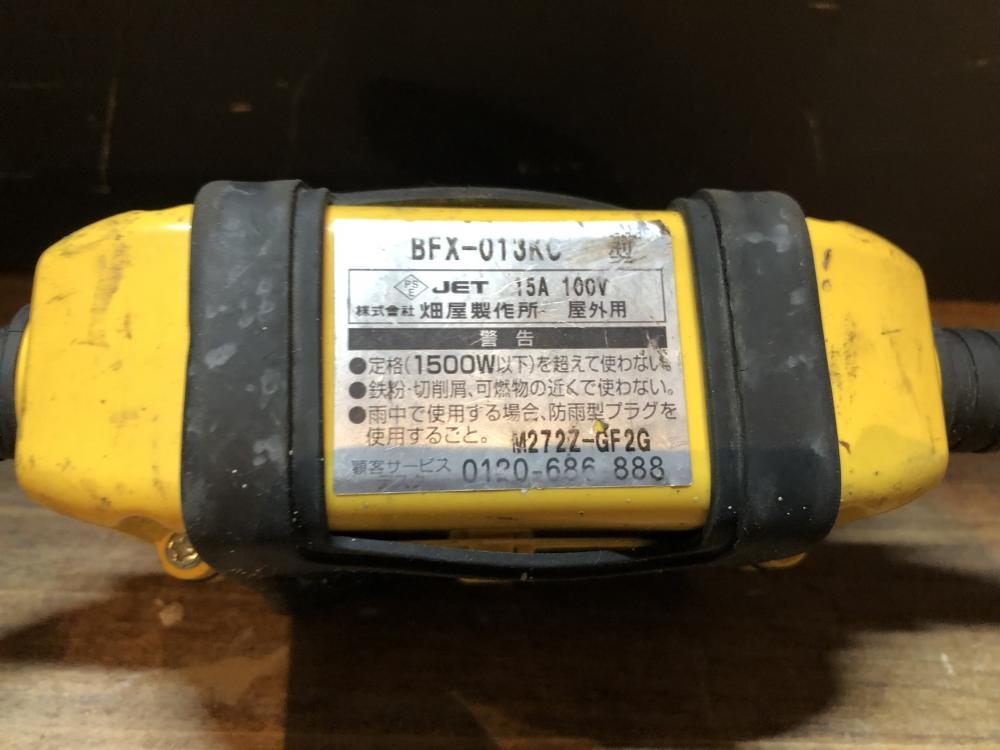 BFX-013KC 型
PS E JET 15A 100V
株式会社 畑屋製作所 屋外用
警告
●定格(1500W以下)を超えて使わない。
●鉄粉・切削屑、可燃物の近くで使わない。
●雨中で使用する場合、防雨型プラグを
使用すること。 M272Z-GF2G
顧客サービス 0120-686 888